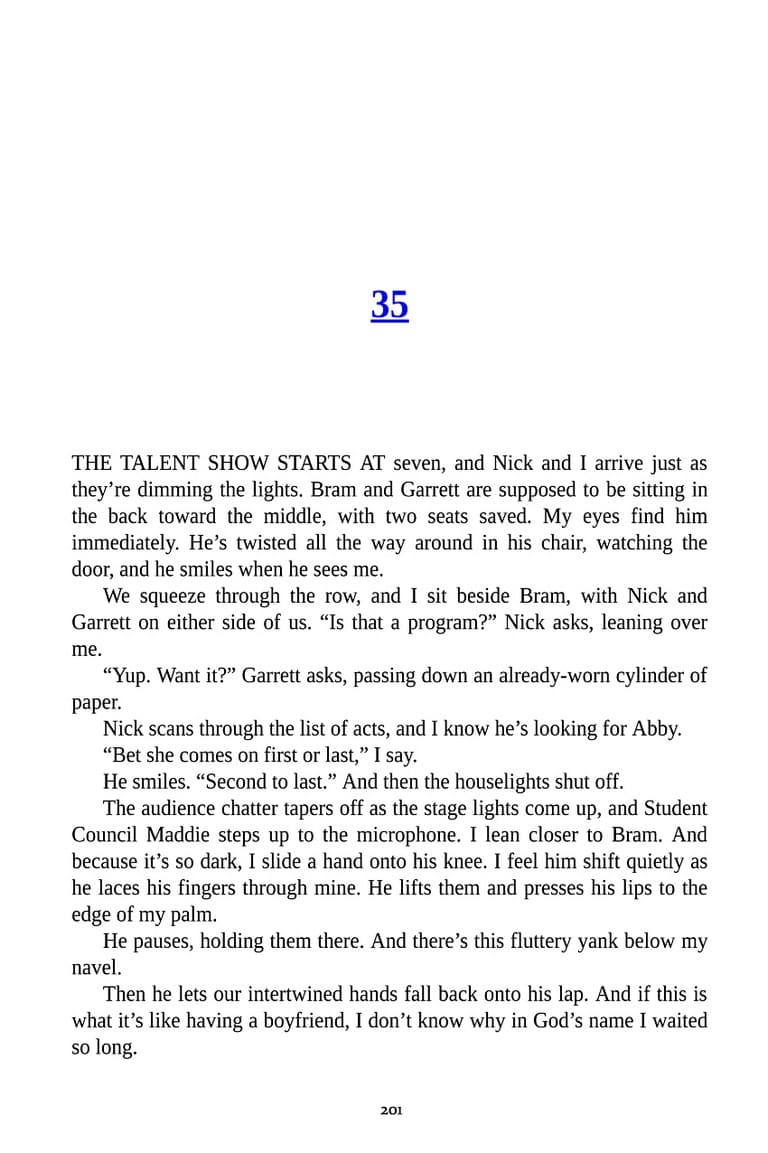 35
THE TALENT SHOW STARTS AT seven, and Nick and I arrive just as
they’re dimming the lights. Bram and Garrett are supposed to be sitting in
the back toward the middle, with two seats saved. My eyes find him
immediately. He’s twisted all the way around in his chair, watching the
door, and he smiles when he sees me.
We squeeze through the row, and I sit beside Bram, with Nick and
Garrett on either side of us. “Is that a program?” Nick asks, leaning over
me.
“Yup. Want it?” Garrett asks, passing down an already-worn cylinder of
paper.
Nick scans through the list of acts, and I know he’s looking for Abby.
“Bet she comes on first or last,” I say.
He smiles. “Second to last.” And then the houselights shut off.
The audience chatter tapers off as the stage lights come up, and Student
Council Maddie steps up to the microphone. I lean closer to Bram. And
because it’s so dark, I slide a hand onto his knee. I feel him shift quietly as
he laces his fingers through mine. He lifts them and presses his lips to the
edge of my palm.
He pauses, holding them there. And there’s this fluttery yank below my
navel.
Then he lets our intertwined hands fall back onto his lap. And if this is
what it’s like having a boyfriend, I don’t know why in God’s name I waited
so long.
201